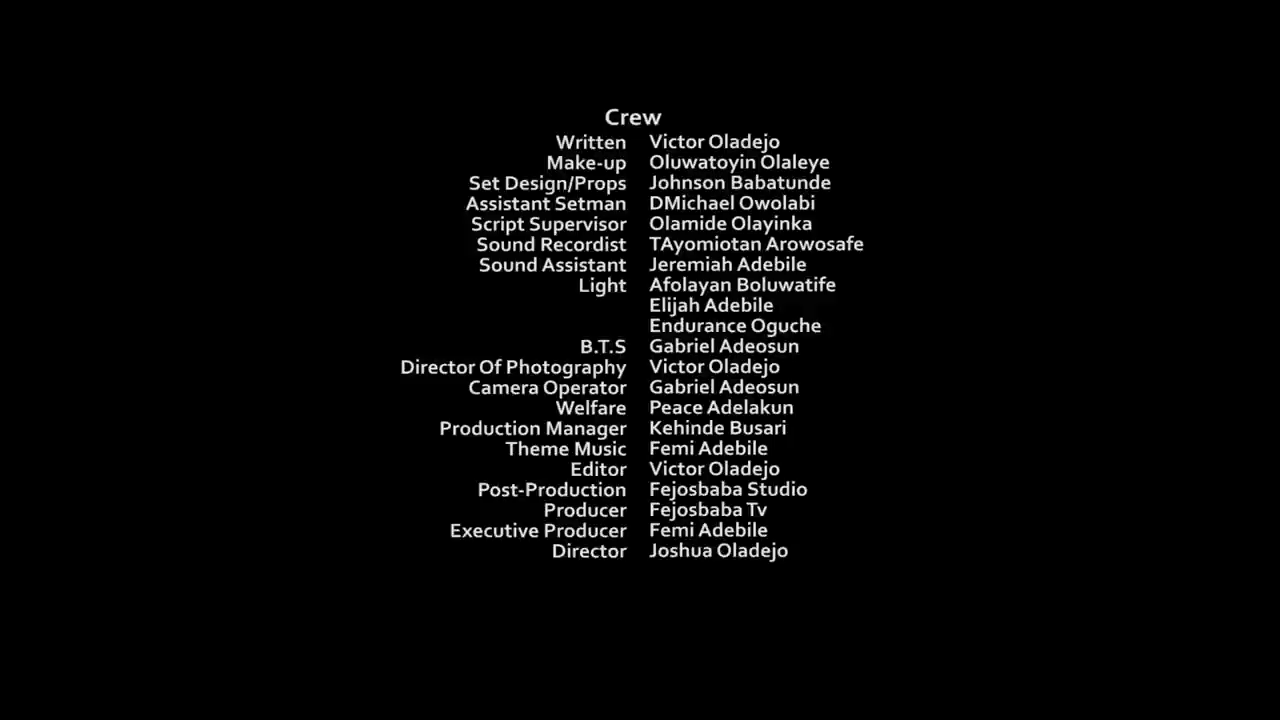 Crew
Written Victor Oladejo
Make-up Oluwatoyin Olaleye
Set Design/Props Johnson Babatunde
Assistant Setman DMichael Owolabi
Script Supervisor Olamide Olayinka
Sound Recordist TAyomiotan Arowosafe
Sound Assistant Jeremiah Adebile
Light Afolayan Boluwatife
Elijah Adebile
Endurance Oguche
B.T.S Gabriel Adeosun
Director Of Photography Victor Oladejo
Camera Operator Gabriel Adeosun
Welfare Peace Adelakun
Production Manager Kehinde Busari
Theme Music Femi Adebile
Editor Victor Oladejo
Post-Production Fejosbaba Studio
Producer Fejosbaba Tv
Executive Producer Femi Adebile
Director Joshua Oladejo